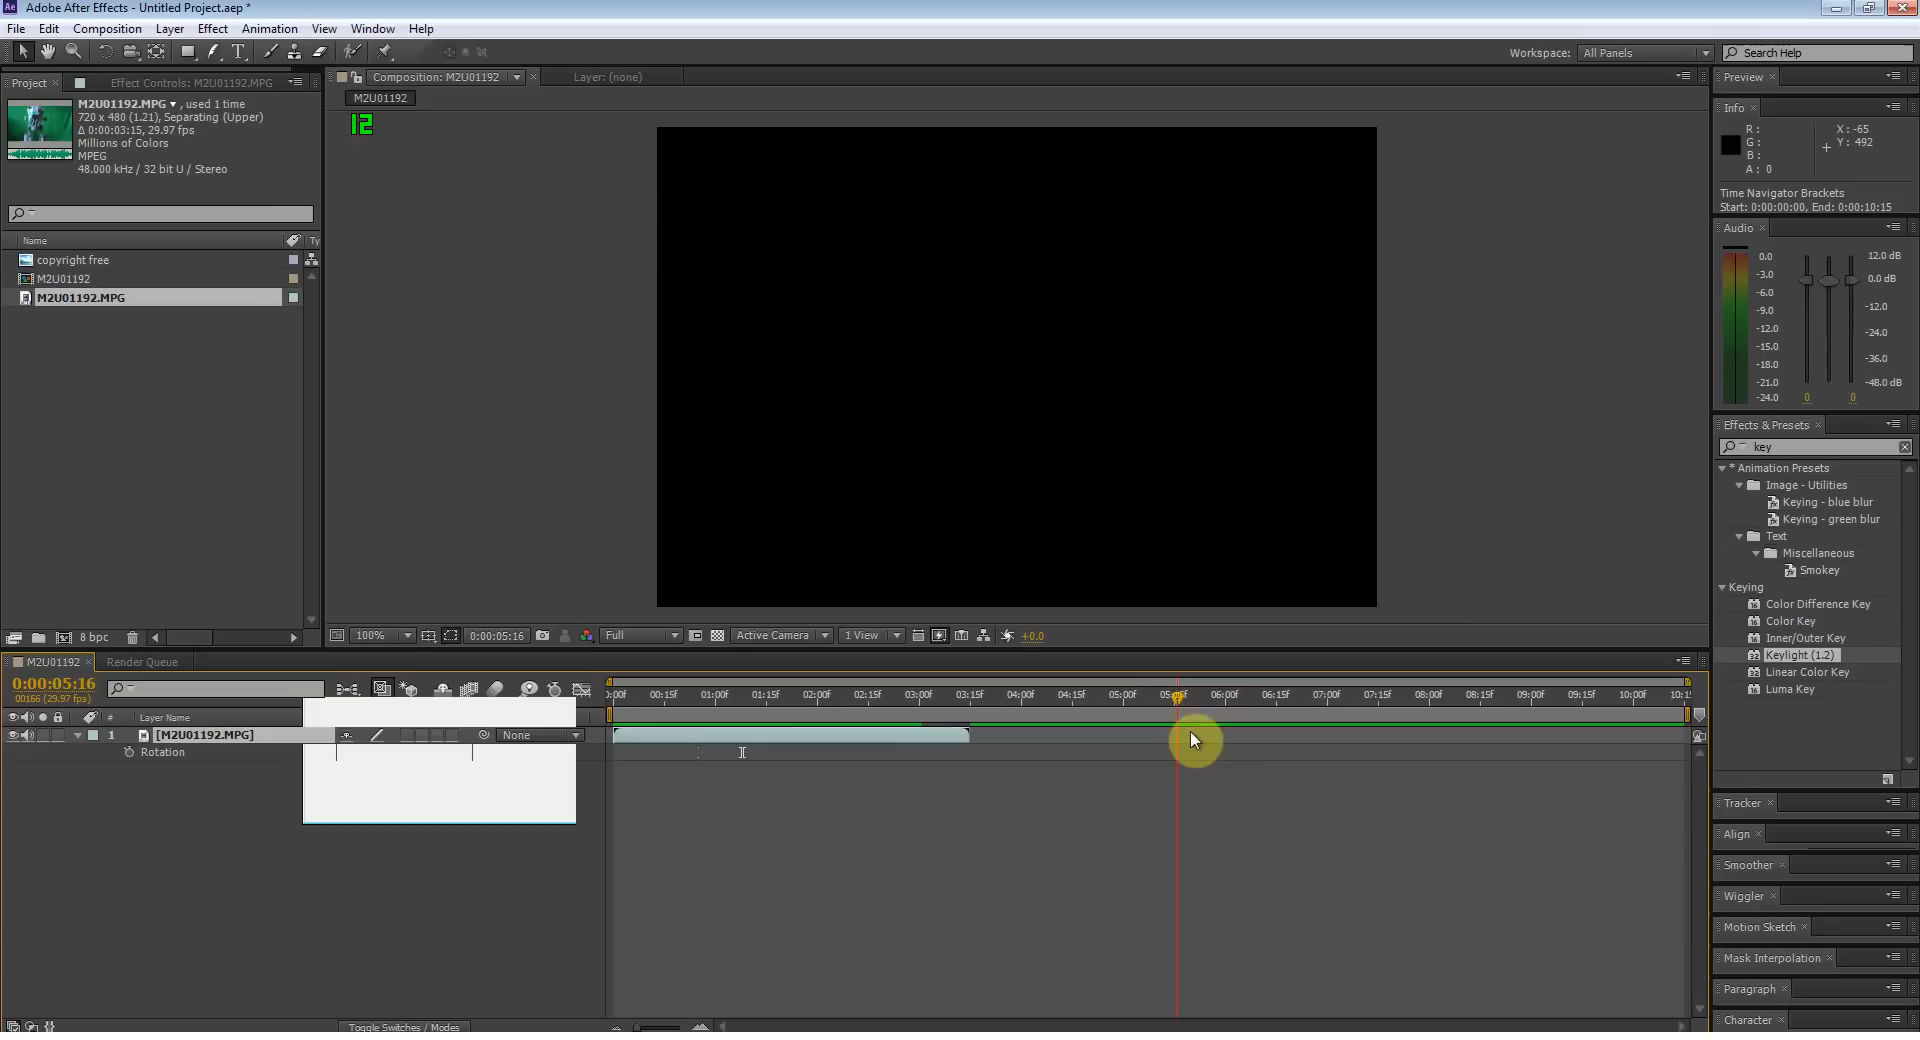 Ae Adobe After Effects - Untitled Project.aep *
File Edit Composition Layer Effect Animation View Window Help
Workspace: All Panels Search Help
Project × Effect Controls: M2U01192.MPG
M2U01192.MPG ▼ , used 1 time
720 x 480 (1.21), Separating (Upper)
Δ 0:00:03:15, 29.97 fps
Millions of Colors
MPEG
48.000 kHz / 32 bit U / Stereo
Name Ty
copyright free
M2U01192
M2U01192.MPG
8 bpc
Composition: M2U01192 × Layer: (none)
M2U01192
12
100% 0:00:05:16 Full Active Camera 1 View +0.0
Preview ×
Info ×
R :
G :
B :
A : 0
X : -65
Y : 492
Time Navigator Brackets
Start: 0:00:00:00, End: 0:00:10:15
Audio ×
0.0
-3.0
-6.0
-9.0
-12.0
-15.0
-18.0
-21.0
-24.0
12.0 dB
0.0 dB
-12.0
-24.0
-36.0
-48.0 dB
0 0
Effects & Presets ×
key
* Animation Presets
Image - Utilities
Keying - blue blur
Keying - green blur
Text
Miscellaneous
Smokey
Keying
Color Difference Key
Color Key
Inner/Outer Key
Keylight (1.2)
Linear Color Key
Luma Key
Tracker ×
Align ×
Smoother ×
Wiggler ×
Motion Sketch ×
Mask Interpolation ×
Paragraph ×
Character ×
M2U01192 × Render Queue
0:00:05:16
00166 (29.97 fps)
# Layer Name
1 [M2U01192.MPG] None
Rotation
0:00f 00:15f 01:00f 01:15f 02:00f 02:15f 03:00f 03:15f 04:00f 04:15f 05:00f 05:15f 06:00f 06:15f 07:00f 07:15f 08:00f 08:15f 09:00f 09:15f 10:00f 10:15
Toggle Switches / Modes